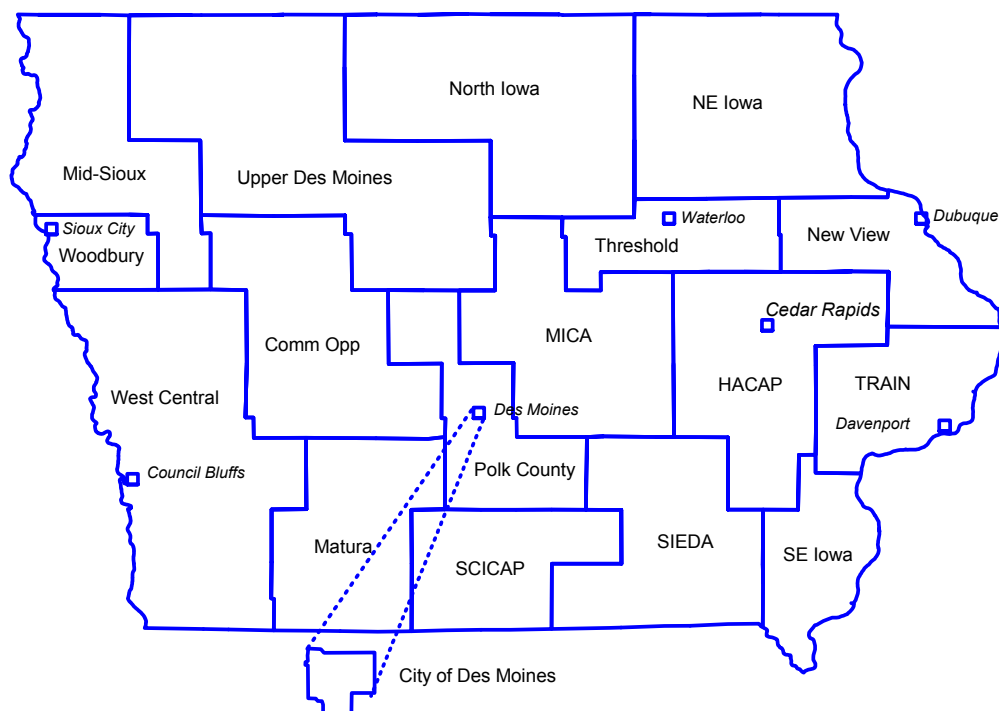 North Iowa
NE Iowa
Mid-Sioux
Upper Des Moines
Waterloo
Dubuque
Sioux City
Threshold
New View
Woodbury
Cedar Rapids
Comm Opp
MICA
HACAP
TRAIN
West Central
Des Moines
Davenport
Council Bluffs
Polk County
Matura
SIEDA
SE Iowa
SCICAP
City of Des Moines